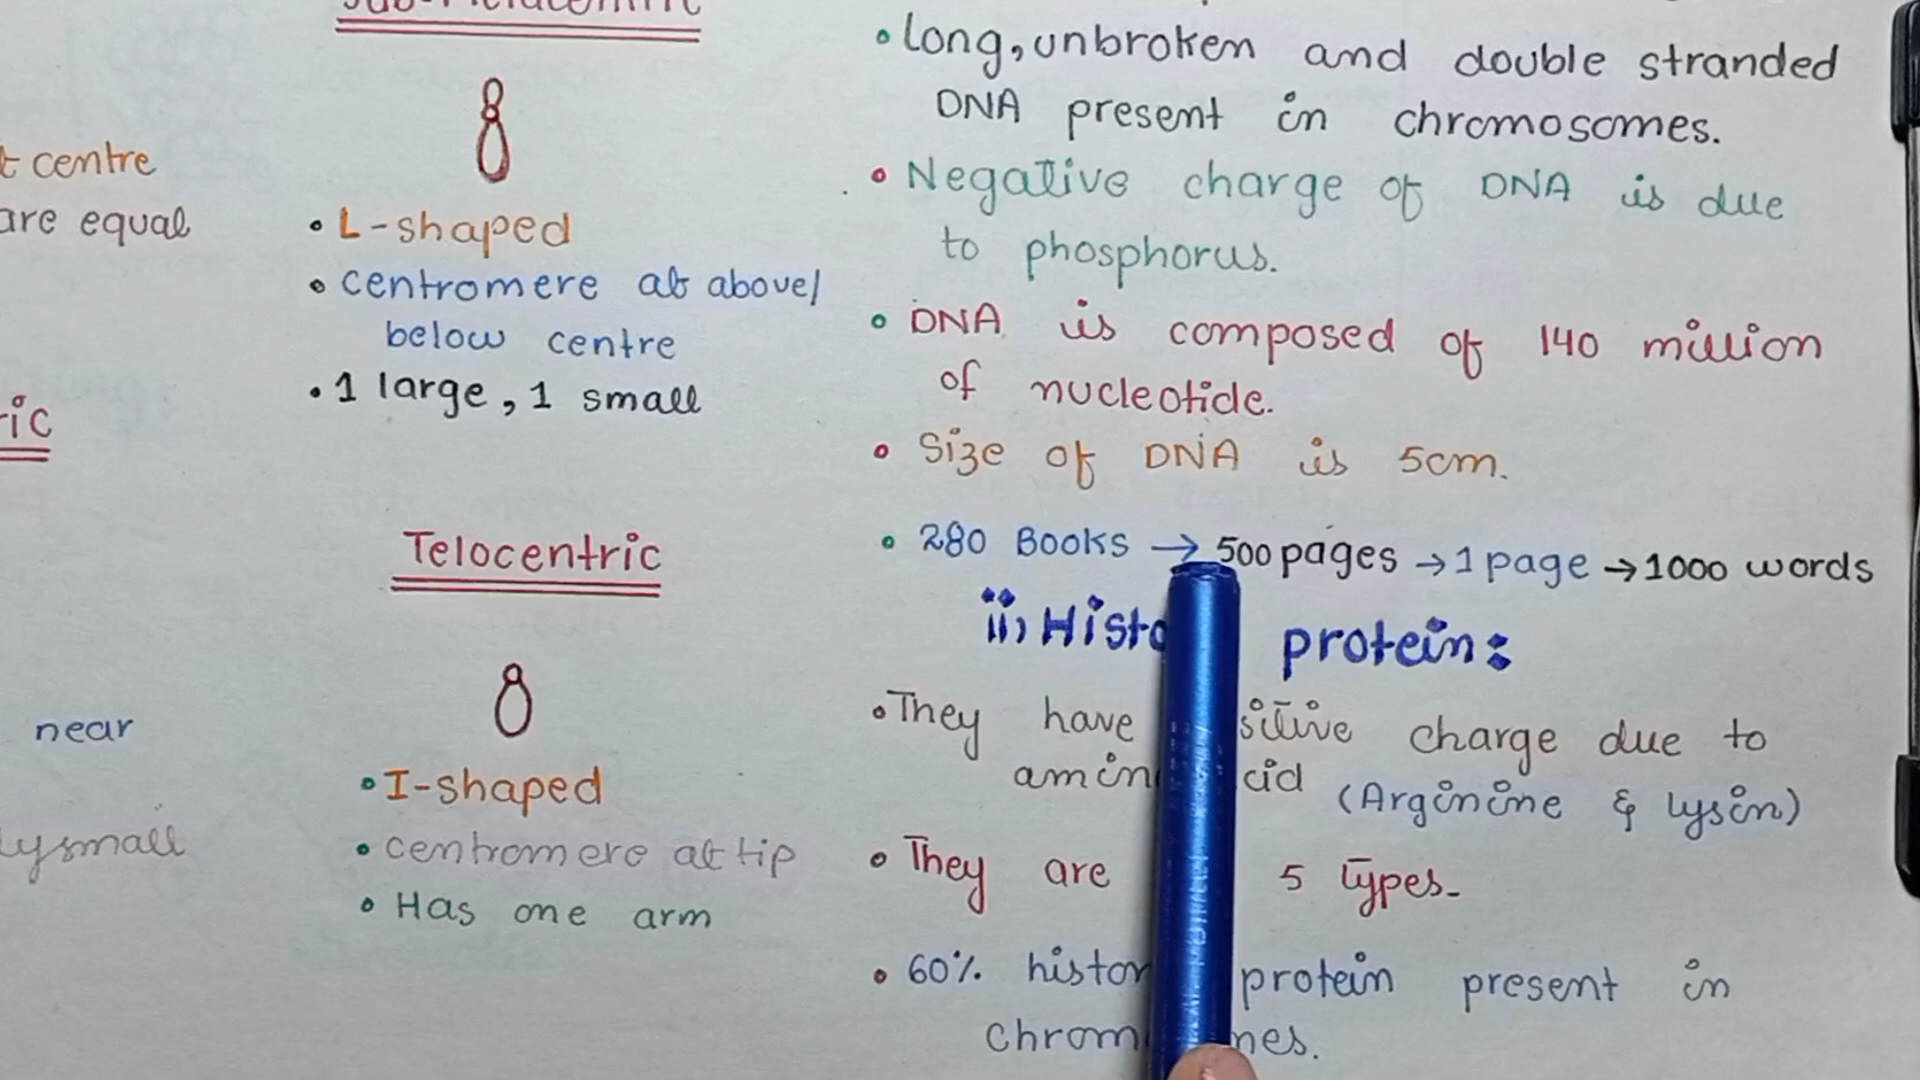 t centre
are equal
ric
near
ly small
• L-shaped
• centromere at above/
below centre
• 1 large, 1 small
Telocentric
• I-shaped
• centromere at tip
• Has one arm
• Long, unbroken and double stranded
DNA present in chromosomes.
• Negative charge of DNA is due
to phosphorus.
• DNA is composed of 140 million
of nucleotide.
• Size of DNA is 5cm.
• 280 Books → 500 pages → 1 page → 1000 words
ii) Histo protein:
• They have sitive charge due to
amin cid (Arginine & lysin)
• They are 5 types.
• 60% histon protein present in
chrom mes.